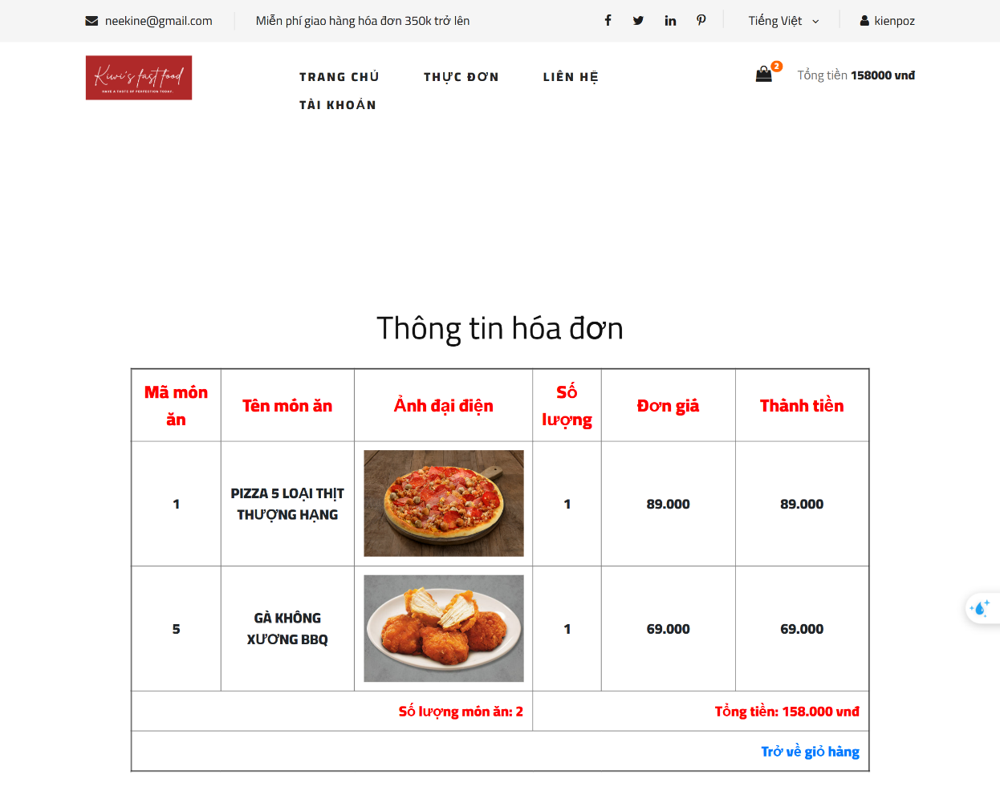 neekine@gmail.com
Miễn phí giao hàng hóa đơn 350k trở lên
Tiếng Việt
kienpoz
Kiwi's fast food
HAVE A TASTE OF PERFECTION TODAY.
TRANG CHỦ
THỰC ĐƠN
LIÊN HỆ
TÀI KHOẢN
2
Tổng tiền 158000 vnđ
Thông tin hóa đơn
Mã món
ăn
Tên món ăn
Ảnh đại điện
Số
lượng
Đơn giá
Thành tiền
1
PIZZA 5 LOẠI THỊT
THƯỢNG HẠNG
1
89.000
89.000
5
GÀ KHÔNG
XƯƠNG BBQ
1
69.000
69.000
Số lượng món ăn: 2
Tổng tiền: 158.000 vnđ
Trở về giỏ hàng